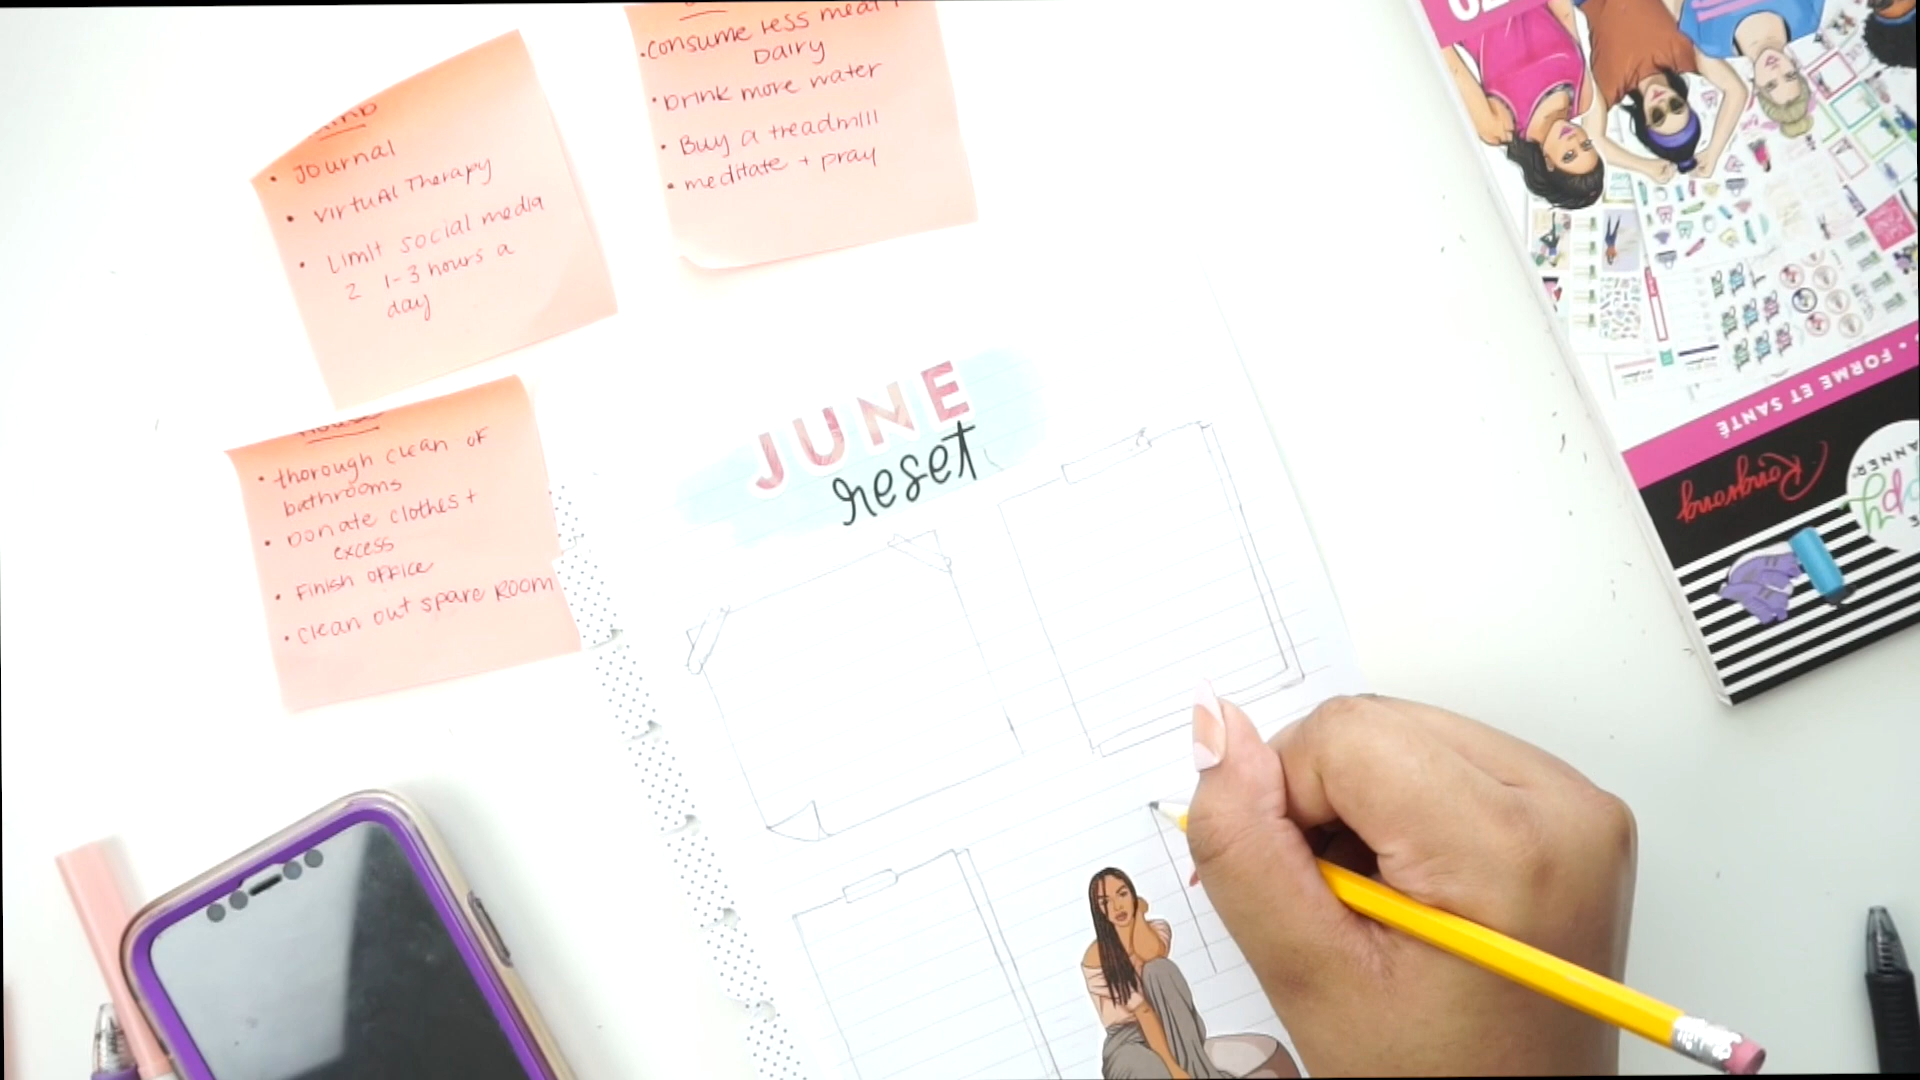 • Journal
• Virtual Therapy
• Limit social media
2 1-3 hours a
day
• consume less meat
Dairy
• Drink more water
• Buy a treadmill
• meditate + pray
• thorough clean of
bathrooms
• Donate clothes +
excess
• Finish office
• clean out spare Room
JUNE
reset
• FORME ET SANTÉ
Rongrong